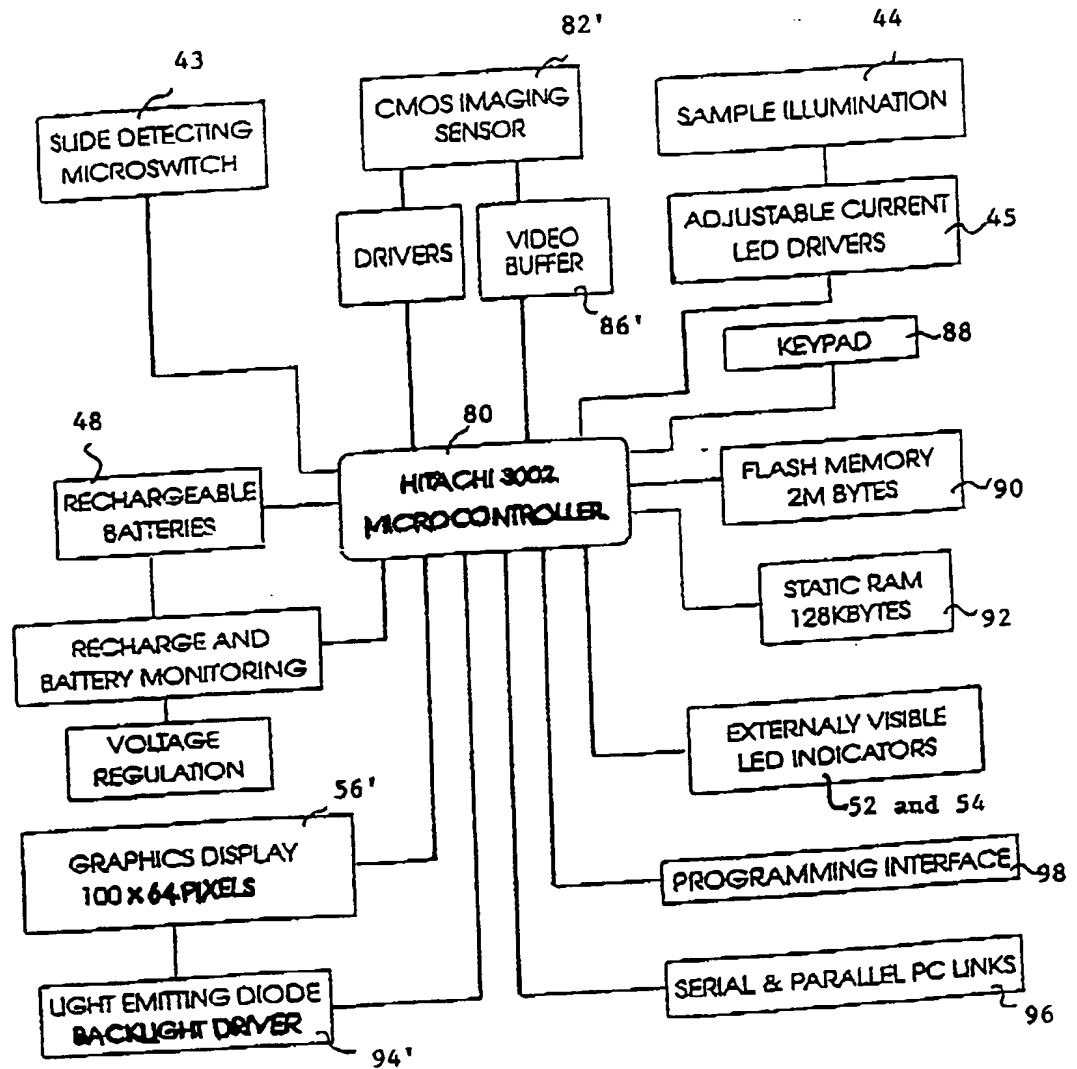 82'
44
43
CMOS IMAGING
SENSOR
SAMPLE ILLUMINATION
SLIDE DETECTING
MICROSWITCH
ADJUSTABLE CURRENT
LED DRIVERS
45
DRIVERS
VIDEO
BUFFER
86'
KEYPAD
88
48
80
RECHARGEABLE
BATTERIES
HITACHI 3002
MICROCONTROLLER
FLASH MEMORY
2M BYTES
90
STATIC RAM
128KBYTES
92
RECHARGE AND
BATTERY MONITORING
VOLTAGE
REGULATION
EXTERNALY VISIBLE
LED INDICATORS
52 and 54
56'
GRAPHICS DISPLAY
100 X 64 PIXELS
PROGRAMMING INTERFACE
98
LIGHT EMITTING DIODE
BACKLIGHT DRIVER
94'
SERIAL & PARALLEL PC LINKS
96